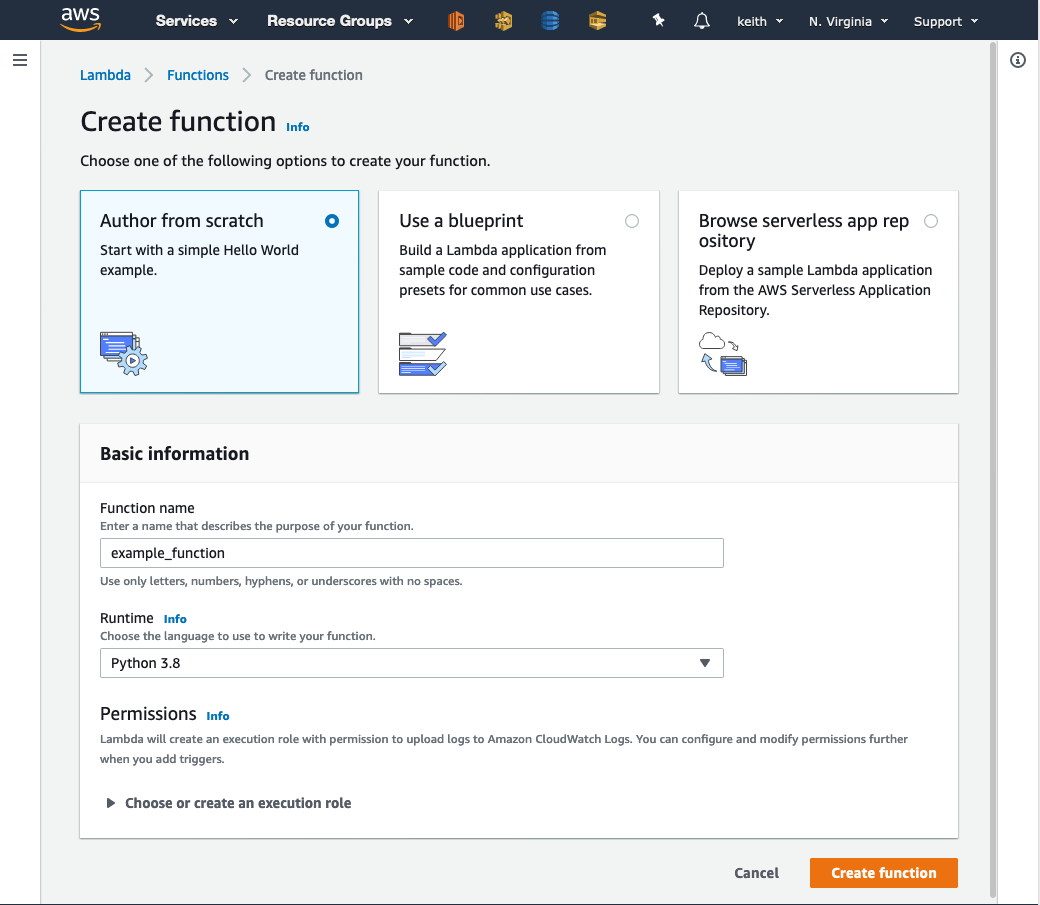 aws Services Resource Groups keith N. Virginia Support
Lambda Functions Create function
Create function Info
Choose one of the following options to create your function.
Author from scratch
Start with a simple Hello World
example.
Use a blueprint
Build a Lambda application from
sample code and configuration
presets for common use cases.
Browse serverless app rep
ository
Deploy a sample Lambda application
from the AWS Serverless Application
Repository.
Basic information
Function name
Enter a name that describes the purpose of your function.
example_function
Use only letters, numbers, hyphens, or underscores with no spaces.
Runtime Info
Choose the language to use to write your function.
Python 3.8
Permissions Info
Lambda will create an execution role with permission to upload logs to Amazon CloudWatch Logs. You can configure and modify permissions further
when you add triggers.
Choose or create an execution role
Cancel Create function